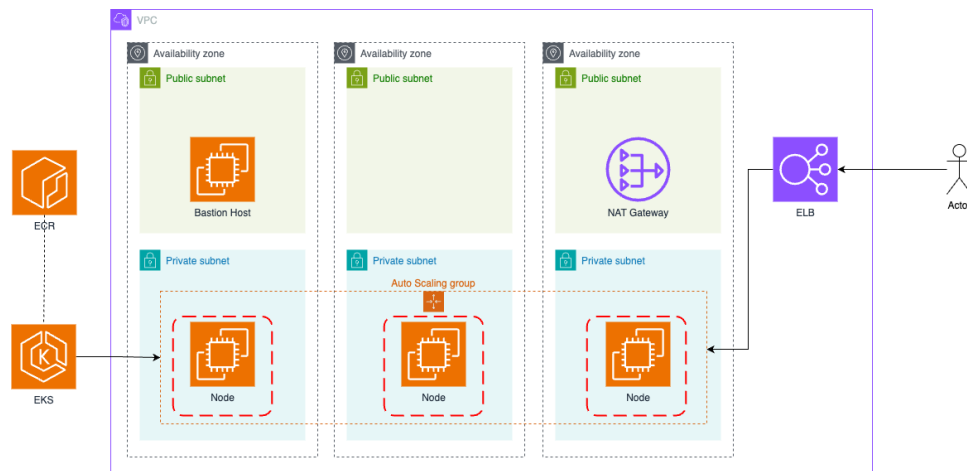 VPC
Availability zone
Availability zone
Availability zone
Public subnet
Public subnet
Public subnet
Bastion Host
NAT Gateway
ELB
Acto
ECR
Private subnet
Private subnet
Private subnet
Auto Scaling group
Node
Node
Node
EKS